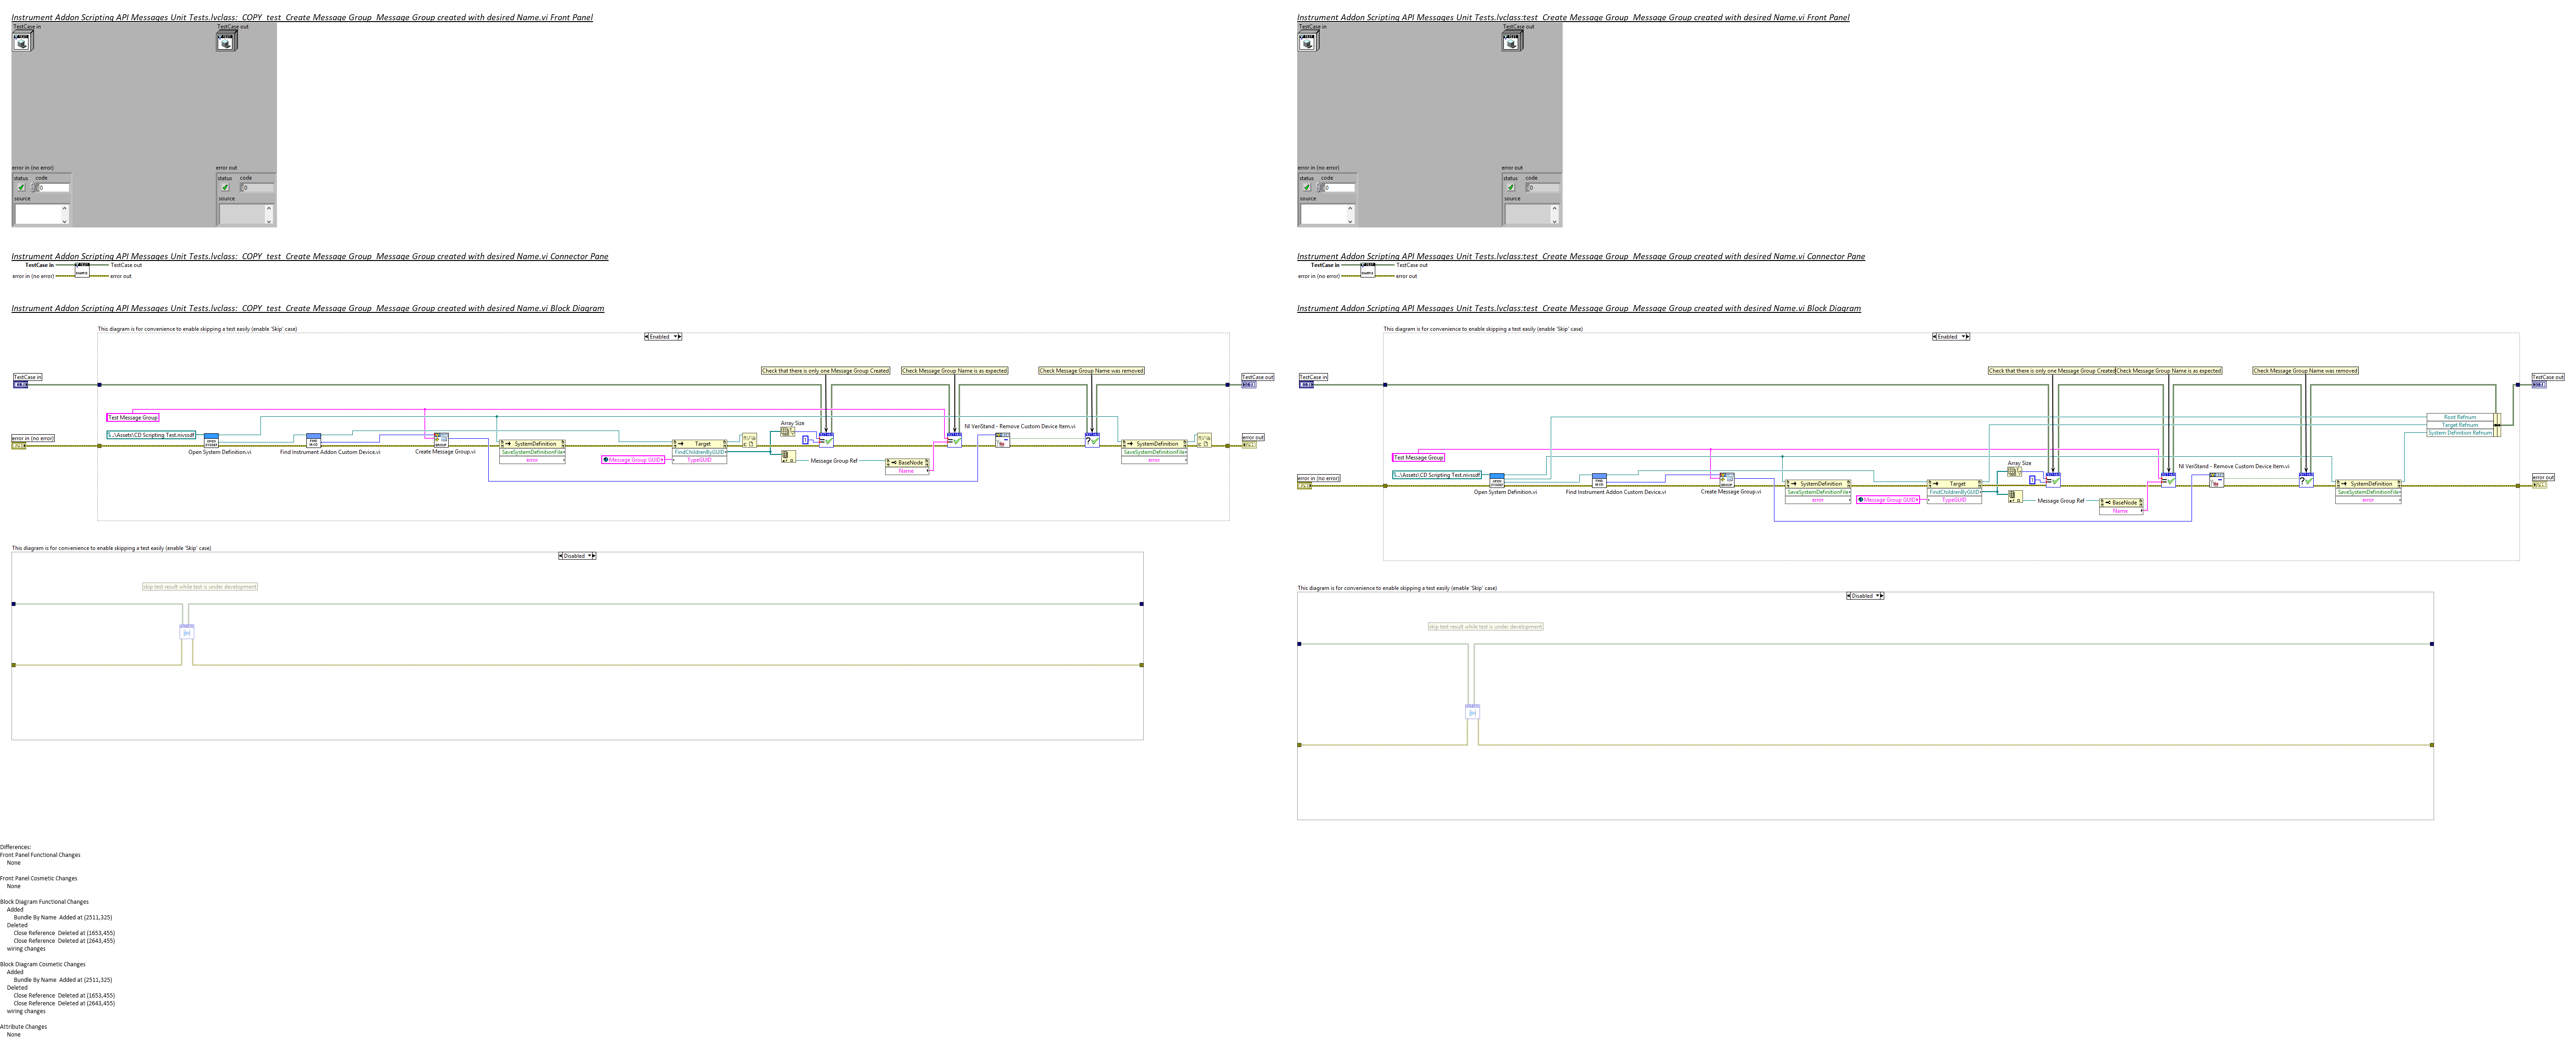 Instrument Addon Scripting API Messages Unit Tests.lvclass:_COPY_test_Create Message Group_Message Group created with desired Name.vi Front Panel
TestCase in
TestCase out
error in (no error)
error out
status code
0
source
status code
0
source
Instrument Addon Scripting API Messages Unit Tests.lvclass:_COPY_test_Create Message Group_Message Group created with desired Name.vi Connector Pane
TestCase in
TestCase out
error in (no error)
error out
Instrument Addon Scripting API Messages Unit Tests.lvclass:_COPY_test_Create Message Group_Message Group created with desired Name.vi Block Diagram
This diagram is for convenience to enable skipping a test easily (enable 'Skip' case)
Enabled
Check that there is only one Message Group Created
Check Message Group Name is as expected
Check Message Group Name was removed
TestCase in
TestCase out
Test Message Group
..\Assets\CD Scripting Test.nivssdf
error in (no error)
Open System Definition.vi
Find Instrument Addon Custom Device.vi
Create Message Group.vi
SystemDefinition
SaveSystemDefinitionFile
error
Message Group GUID
Target
FindChildrenByGUID
TypeGUID
Array Size
1
Message Group Ref
BaseNode
Name
NI VeriStand - Remove Custom Device Item.vi
SystemDefinition
SaveSystemDefinitionFile
error
error out
This diagram is for convenience to enable skipping a test easily (enable 'Skip' case)
Disabled
skip test result while test is under development
Differences:
Front Panel Functional Changes
None
Front Panel Cosmetic Changes
None
Block Diagram Functional Changes
Added
Bundle By Name Added at (2511,325)
Deleted
Close Reference Deleted at (1653,455)
Close Reference Deleted at (2643,455)
wiring changes
Block Diagram Cosmetic Changes
Added
Bundle By Name Added at (2511,325)
Deleted
Close Reference Deleted at (1653,455)
Close Reference Deleted at (2643,455)
wiring changes
Attribute Changes
None
Instrument Addon Scripting API Messages Unit Tests.lvclass:test_Create Message Group_Message Group created with desired Name.vi Front Panel
TestCase in
TestCase out
error in (no error)
error out
status code
0
source
status code
0
source
Instrument Addon Scripting API Messages Unit Tests.lvclass:test_Create Message Group_Message Group created with desired Name.vi Connector Pane
TestCase in
TestCase out
error in (no error)
error out
Instrument Addon Scripting API Messages Unit Tests.lvclass:test_Create Message Group_Message Group created with desired Name.vi Block Diagram
This diagram is for convenience to enable skipping a test easily (enable 'Skip' case)
Enabled
Check that there is only one Message Group Created
Check Message Group Name is as expected
Check Message Group Name was removed
TestCase in
TestCase out
Root Refnum
Target Refnum
System Definition Refnum
Test Message Group
..\Assets\CD Scripting Test.nivssdf
error in (no error)
Open System Definition.vi
Find Instrument Addon Custom Device.vi
Create Message Group.vi
SystemDefinition
SaveSystemDefinitionFile
error
Message Group GUID
Target
FindChildrenByGUID
TypeGUID
Array Size
1
Message Group Ref
BaseNode
Name
NI VeriStand - Remove Custom Device Item.vi
SystemDefinition
SaveSystemDefinitionFile
error
error out
This diagram is for convenience to enable skipping a test easily (enable 'Skip' case)
Disabled
skip test result while test is under development